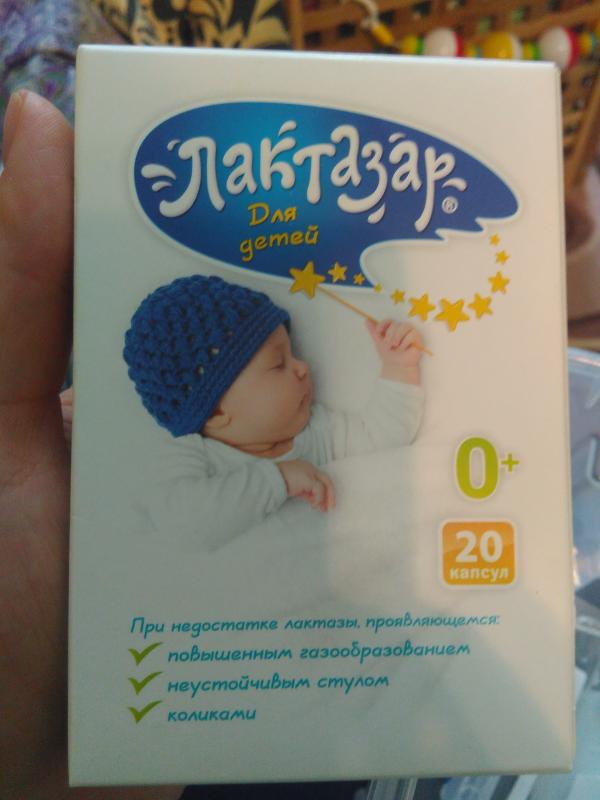 Лактазар®
Для
детей
0+
20
капсул
При недостатке лактазы, проявляющемся:
повышенным газообразованием
неустойчивым стулом
коликами